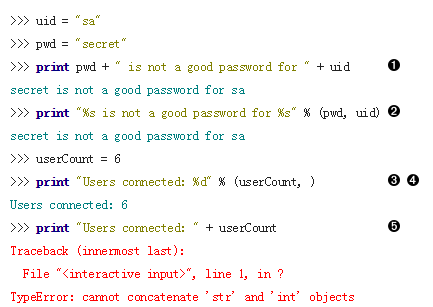 >>> uid = "sa"
>>> pwd = "secret"
>>> print pwd + " is not a good password for " + uid ❶
secret is not a good password for sa
>>> print "%s is not a good password for %s" % (pwd, uid) ❷
secret is not a good password for sa
>>> userCount = 6
>>> print "Users connected: %d" % (userCount, ) ❸ ❹
Users connected: 6
>>> print "Users connected: " + userCount ❺
Traceback (innermost last):
  File "<interactive input>", line 1, in ?
TypeError: cannot concatenate 'str' and 'int' objects